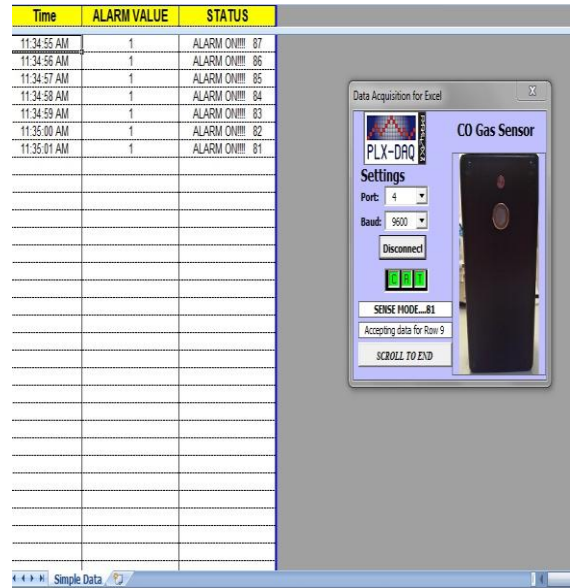 Time ALARM VALUE STATUS
11:34:55 AM 1 ALARM ON!!!! 87
11:34:56 AM 1 ALARM ON!!!! 86
11:34:57 AM 1 ALARM ON!!!! 85
11:34:58 AM 1 ALARM ON!!!! 84
11:34:59 AM 1 ALARM ON!!!! 83
11:35:00 AM 1 ALARM ON!!!! 82
11:35:01 AM 1 ALARM ON!!!! 81
Data Acquisition for Excel
PLX-DAQ
PARALLAX
CO Gas Sensor
Settings
Port: 4
Baud: 9600
Disconnect
SENSE MODE....81
Accepting data for Row 9
SCROLL TO END
Simple Data